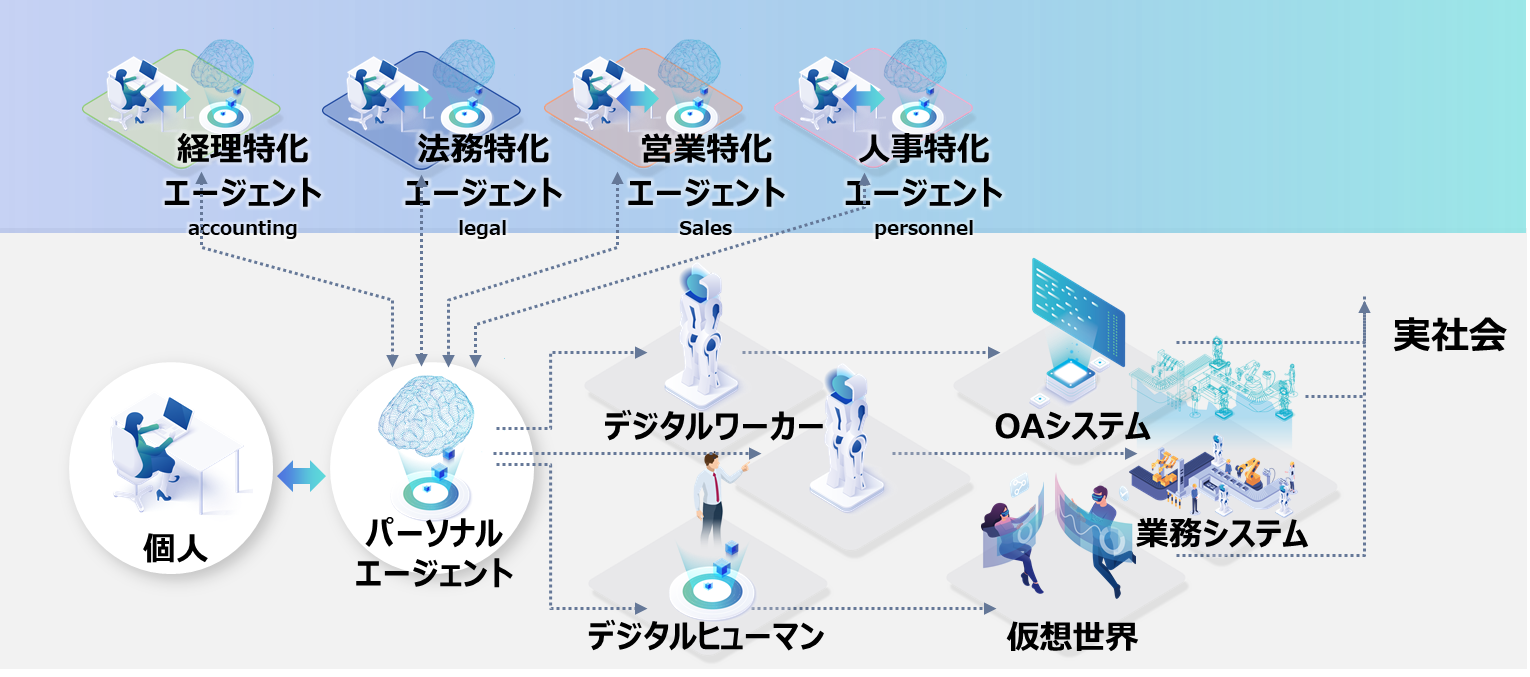 経理特化
エージェント
accounting
法務特化
エージェント
legal
営業特化
エージェント
Sales
人事特化
エージェント
personnel
実社会
デジタルワーカー
OAシステム
個人
パーソナル
エージェント
業務システム
デジタルヒューマン
仮想世界